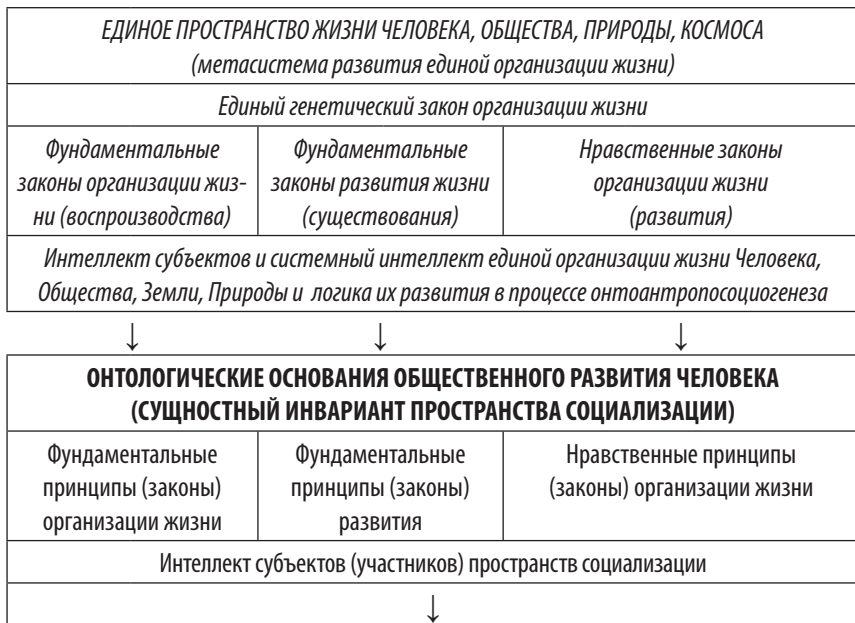 ЕДИНОЕ ПРОСТРАНСТВО ЖИЗНИ ЧЕЛОВЕКА, ОБЩЕСТВА, ПРИРОДЫ, КОСМОСА
(метасистема развития единой организации жизни)
Единый генетический закон организации жизни
Фундаментальные
законы организации жиз-
ни (воспроизводства)
Фундаментальные
законы развития жизни
(существования)
Нравственные законы
организации жизни
(развития)
Интеллект субъектов и системный интеллект единой организации жизни Человека,
Общества, Земли, Природы и логика их развития в процессе онтоантропосоциогенеза
↓ ↓ ↓
ОНТОЛОГИЧЕСКИЕ ОСНОВАНИЯ ОБЩЕСТВЕННОГО РАЗВИТИЯ ЧЕЛОВЕКА
(СУЩНОСТНЫЙ ИНВАРИАНТ ПРОСТРАНСТВА СОЦИАЛИЗАЦИИ)
Фундаментальные
принципы (законы)
организации жизни
Фундаментальные
принципы (законы)
развития
Нравственные принципы
(законы) организации жизни
Интеллект субъектов (участников) пространств социализации
↓